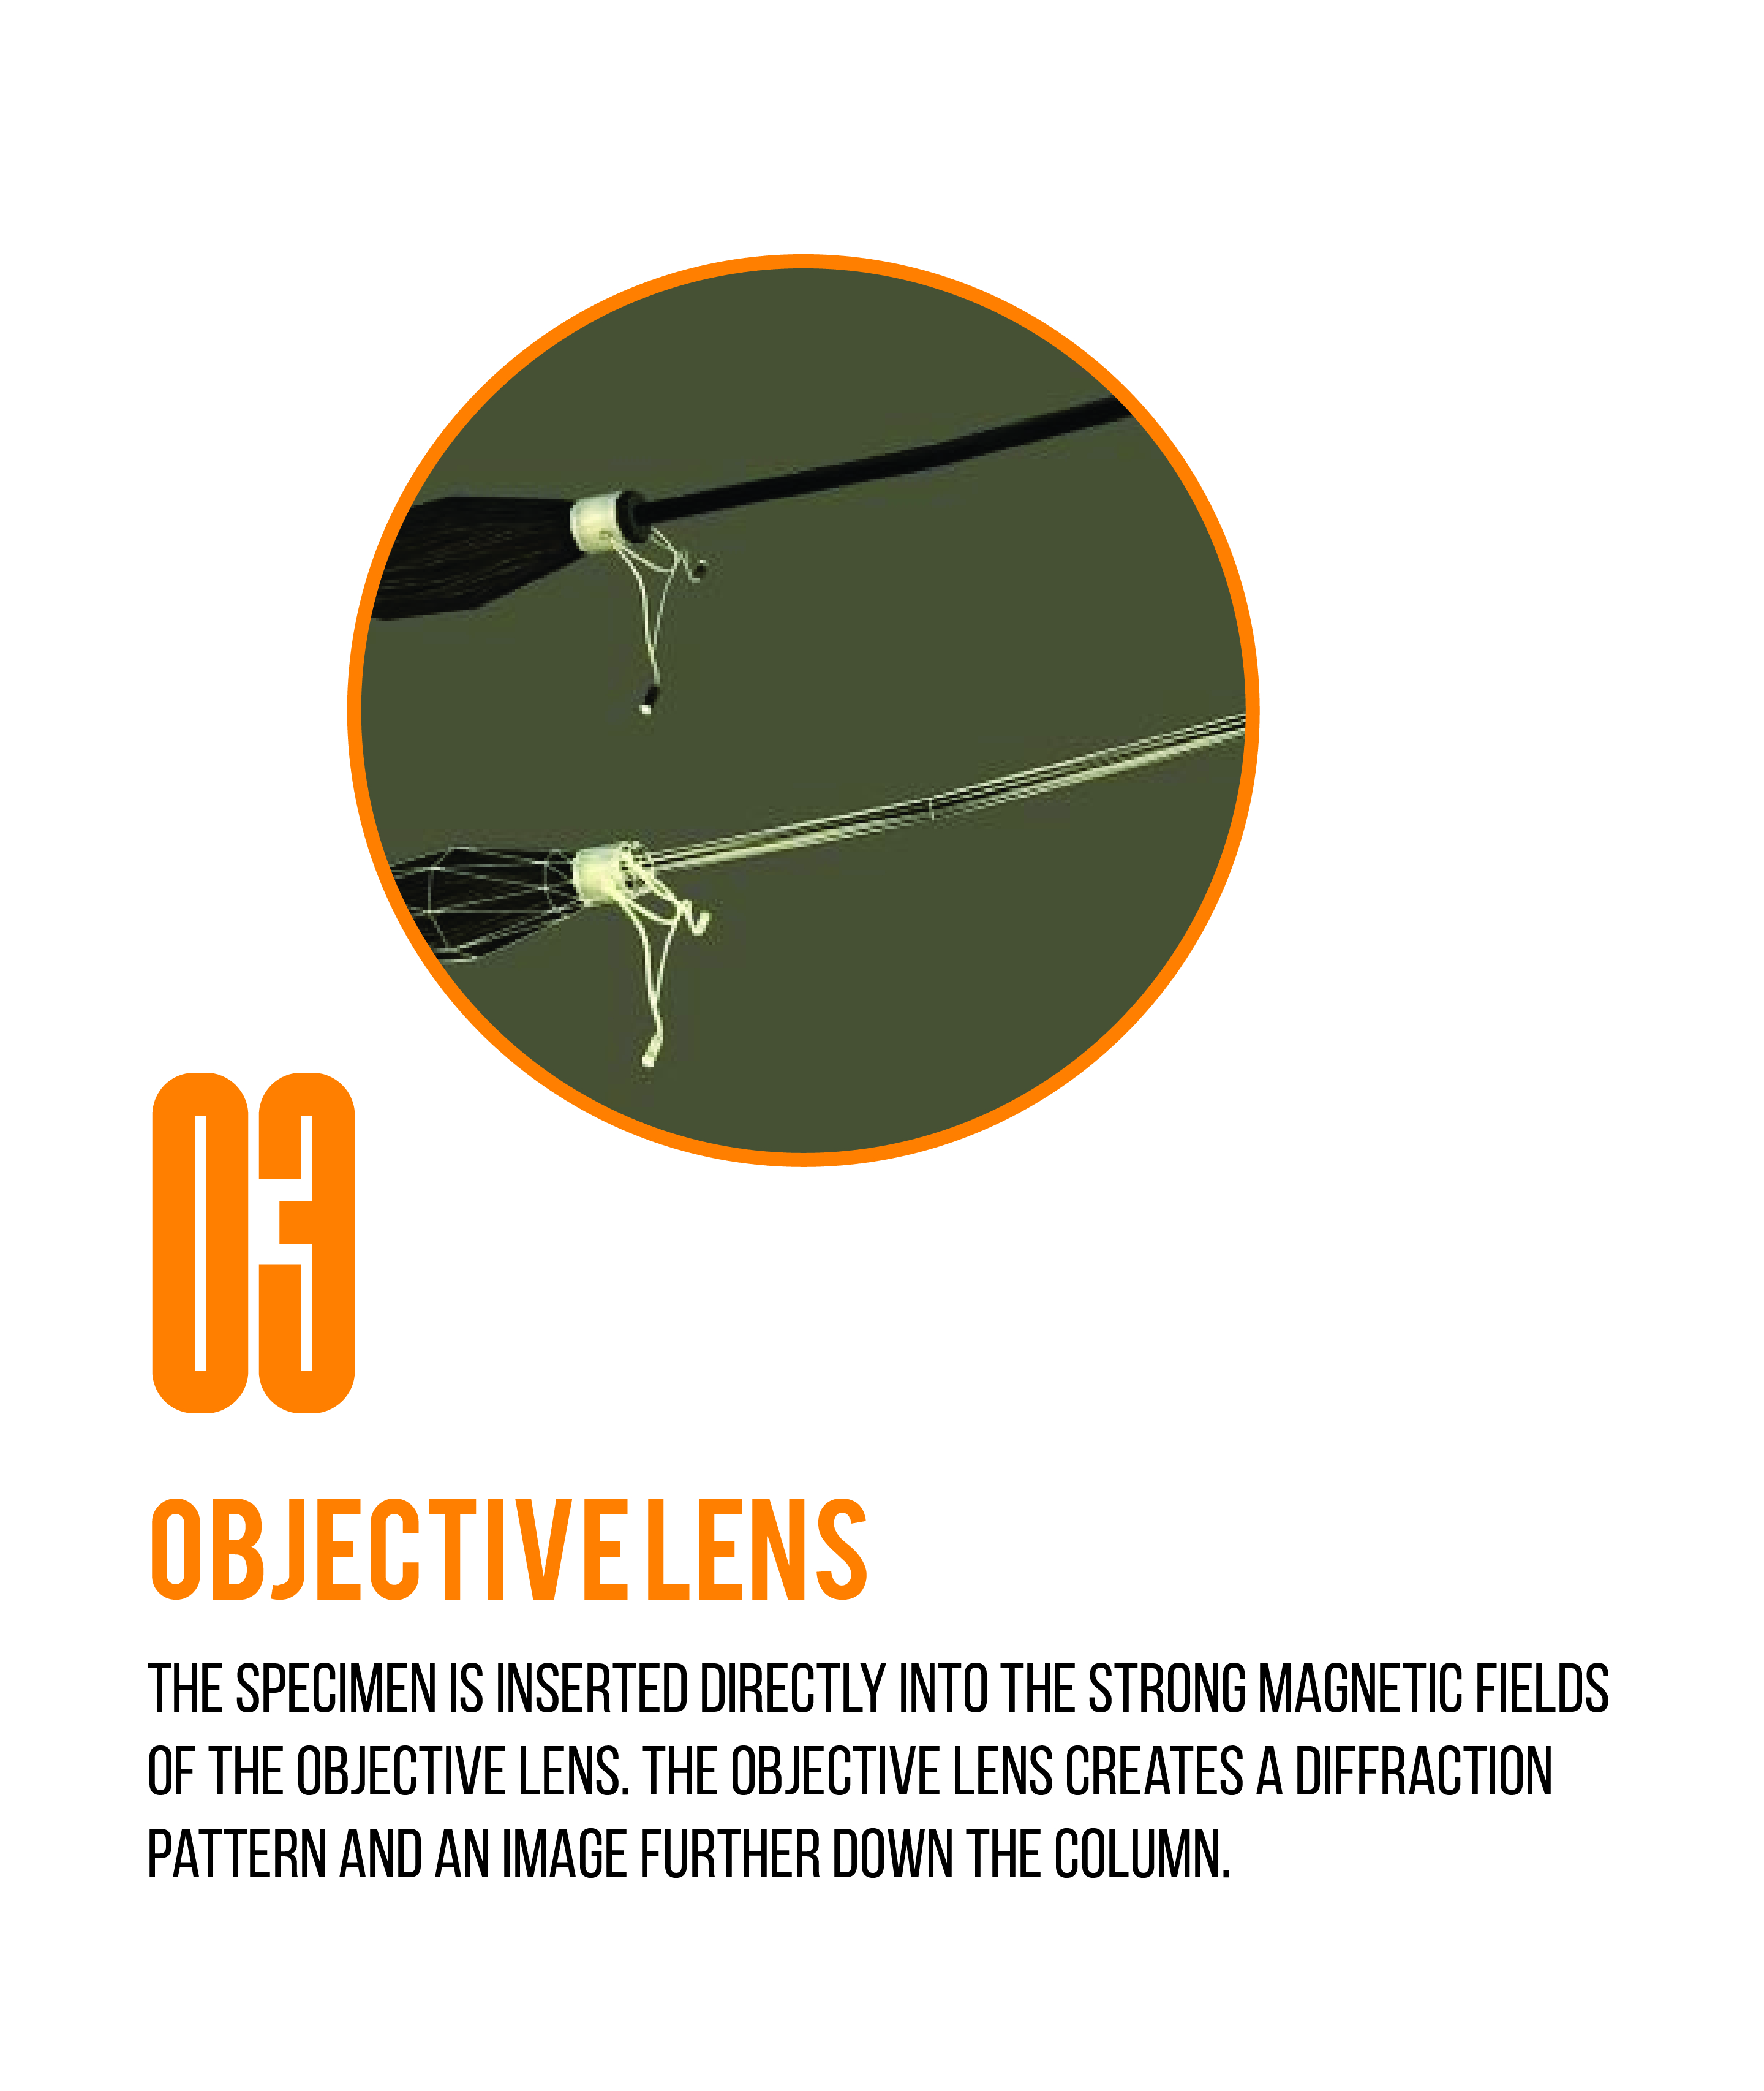 03
OBJECTIVE LENS
THE SPECIMEN IS INSERTED DIRECTLY INTO THE STRONG MAGNETIC FIELDS
OF THE OBJECTIVE LENS. THE OBJECTIVE LENS CREATES A DIFFRACTION
PATTERN AND AN IMAGE FURTHER DOWN THE COLUMN.